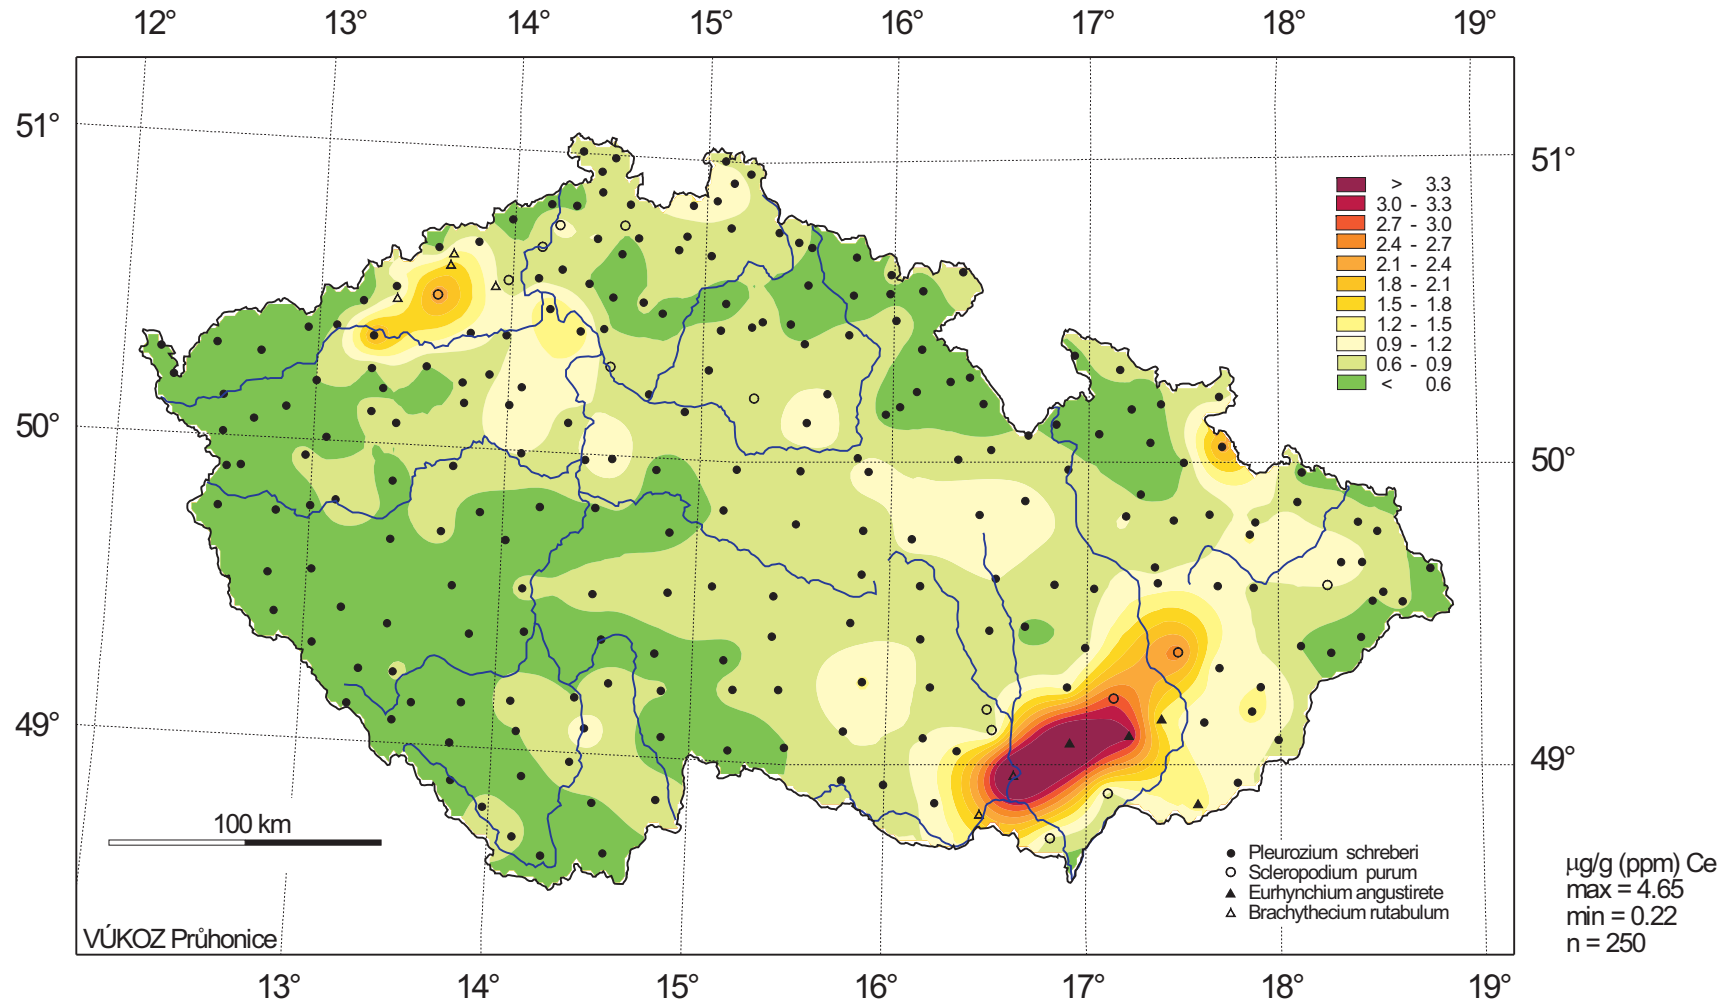 12° 13° 14° 15° 16° 17° 18° 19°
51° 51°
> 3.3
3.0 - 3.3
2.7 - 3.0
2.4 - 2.7
2.1 - 2.4
1.8 - 2.1
1.5 - 1.8
1.2 - 1.5
0.9 - 1.2
0.6 - 0.9
< 0.6
50° 50°
49° 49°
100 km
Pleurozium schreberi
Scleropodium purum
Eurhynchium angustirete
Brachythecium rutabulum
µg/g (ppm) Ce
max = 4.65
min = 0.22
n = 250
VÚKOZ Průhonice
13° 14° 15° 16° 17° 18° 19°